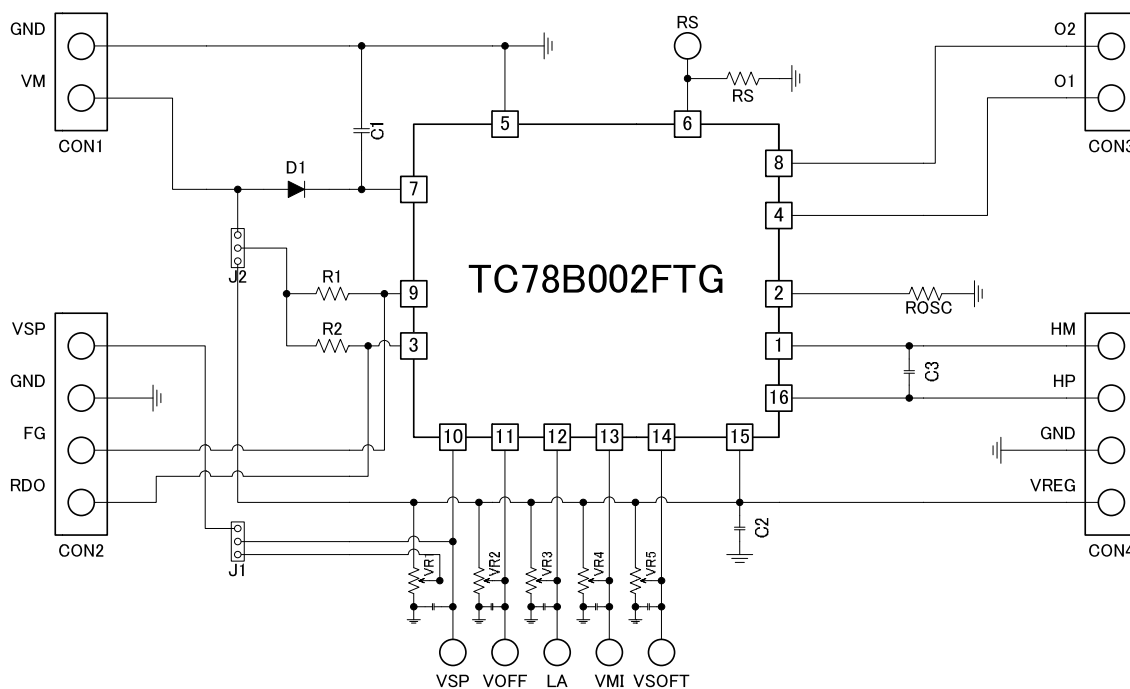 GND
VM
CON1
C1
D1
RS
RS
O2
O1
CON3
5
6
7
8
4
J2
R1
R2
9
3
TC78B002FTG
2
ROSC
1
16
C3
VSP
GND
FG
RDO
CON2
HM
HP
GND
VREG
CON4
10
11
12
13
14
15
C2
J1
VR1
VR2
VR3
VR4
VR5
VSP
VOFF
LA
VMI
VSOFT